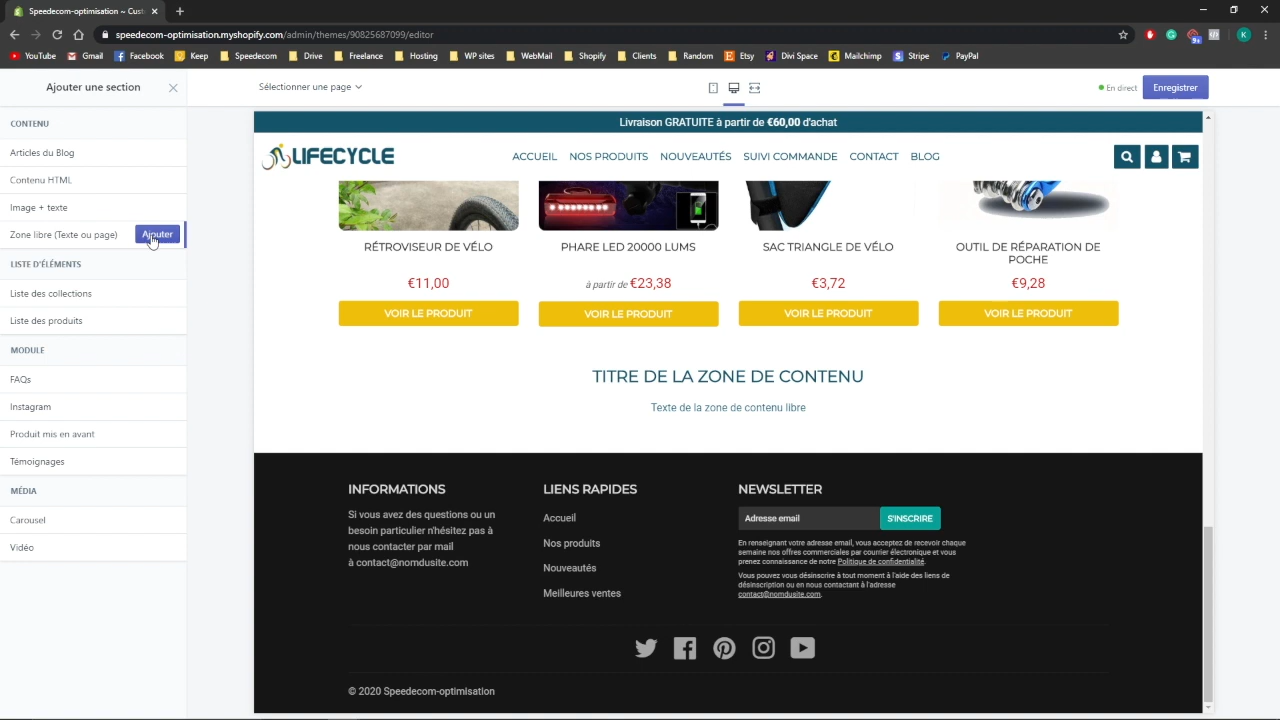 speedecom-optimisation.myshopify.com/admin/themes/90825687099/editor
K
YouTube
Gmail
Facebook
Keep
Speedecom
Drive
Freelance
Hosting
WP sites
WebMail
Shopify
Clients
Random
Etsy
Divi Space
Mailchimp
Stripe
PayPal
Ajouter une section
Sélectionner une page
En direct
Enregistrer
CONTENU
Articles du Blog
Contenu HTML
Image + texte
Zone libre (Texte ou page)
Ajouter
LISTE D'ÉLÉMENTS
Liste des collections
Liste des produits
MODULE
FAQs
Instagram
Produit mis en avant
Témoignages
MÉDIA
Carousel
Vidéo
Livraison GRATUITE à partir de €60,00 d'achat
LIFECYCLE
ACCUEIL NOS PRODUITS NOUVEAUTÉS SUIVI COMMANDE CONTACT BLOG
RÉTROVISEUR DE VÉLO
€11,00
VOIR LE PRODUIT
PHARE LED 20000 LUMS
à partir de €23,38
VOIR LE PRODUIT
SAC TRIANGLE DE VÉLO
€3,72
VOIR LE PRODUIT
OUTIL DE RÉPARATION DE
POCHE
€9,28
VOIR LE PRODUIT
TITRE DE LA ZONE DE CONTENU
Texte de la zone de contenu libre
INFORMATIONS
Si vous avez des questions ou un
besoin particulier n'hésitez pas à
nous contacter par mail
à contact@nomdusite.com
LIENS RAPIDES
Accueil
Nos produits
Nouveautés
Meilleures ventes
NEWSLETTER
Adresse email
S'INSCRIRE
En renseignant votre adresse email, vous acceptez de recevoir chaque
semaine nos offres commerciales par courrier électronique et vous
prenez connaissance de notre Politique de confidentialité.
Vous pouvez vous désinscrire à tout moment à l'aide des liens de
désinscription ou en nous contactant à l'adresse
contact@nomdusite.com.
© 2020 Speedecom-optimisation